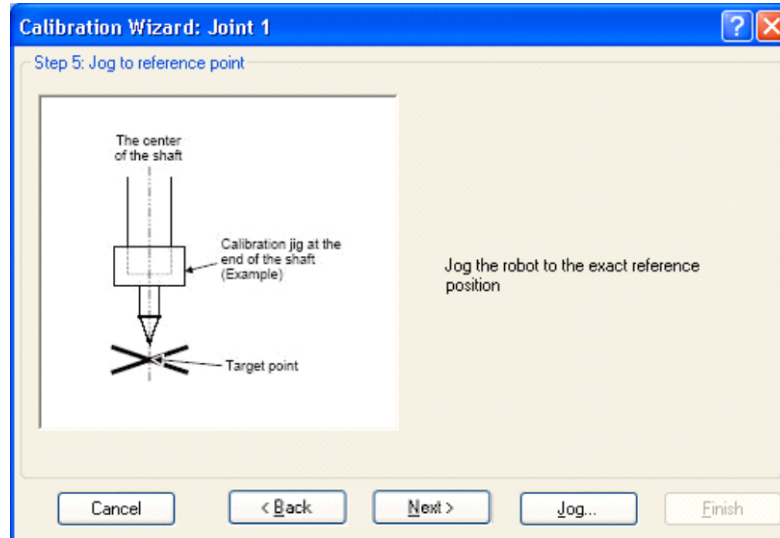 Calibration Wizard: Joint 1
Step 5: Jog to reference point
The center
of the shaft
Calibration jig at the
end of the shaft
(Example)
Target point
Jog the robot to the exact reference
position
Cancel
< Back
Next >
Jog...
Finish